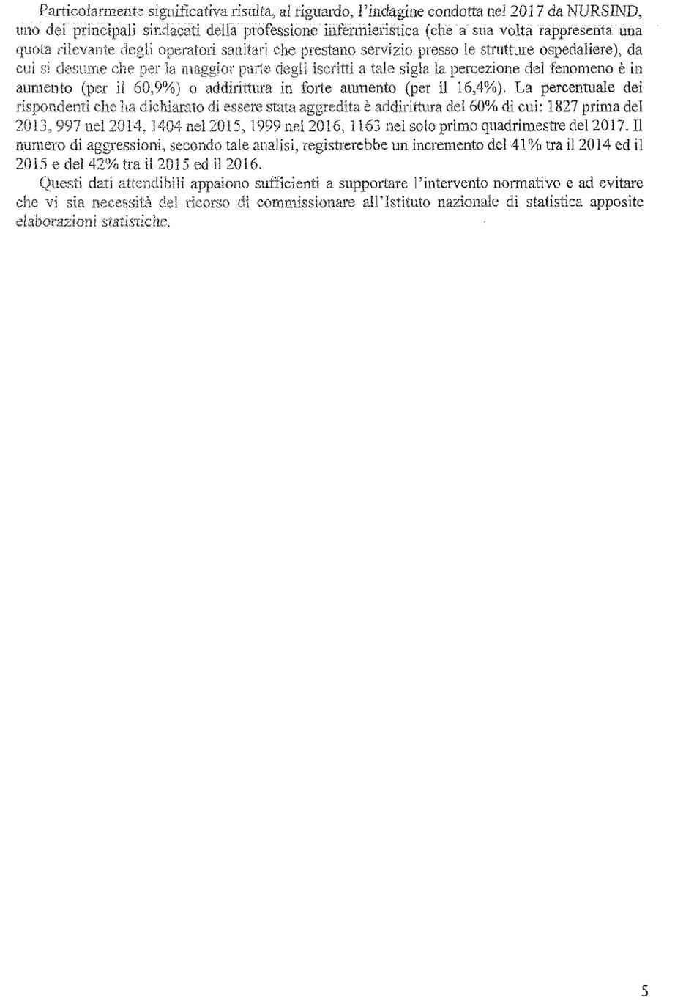 Particolarmente significativa risulta, al riguardo, l'indagine condotta nel 2017 da NURSIND,
uno dei principali sindacati della professione infermieristica (che a sua volta rappresenta una
quota rilevante degli operatori sanitari che prestano servizio presso le strutture ospedaliere), da
cui si desume che per la maggior parte degli iscritti a tale sigla la percezione del fenomeno è in
aumento (per il 60,9%) o addirittura in forte aumento (per il 16,4%). La percentuale dei
rispondenti che ha dichiarato di essere stata aggredita è addirittura del 60% di cui: 1827 prima del
2013, 997 nel 2014, 1404 nel 2015, 1999 nel 2016, 1163 nel solo primo quadrimestre del 2017. Il
numero di aggressioni, secondo tale analisi, registrerebbe un incremento del 41% tra il 2014 ed il
2015 e del 42% tra il 2015 ed il 2016.
Questi dati attendibili appaiono sufficienti a supportare l'intervento normativo e ad evitare
che vi sia necessità del ricorso di commissionare all'Istituto nazionale di statistica apposite
elaborazioni statistiche.
5